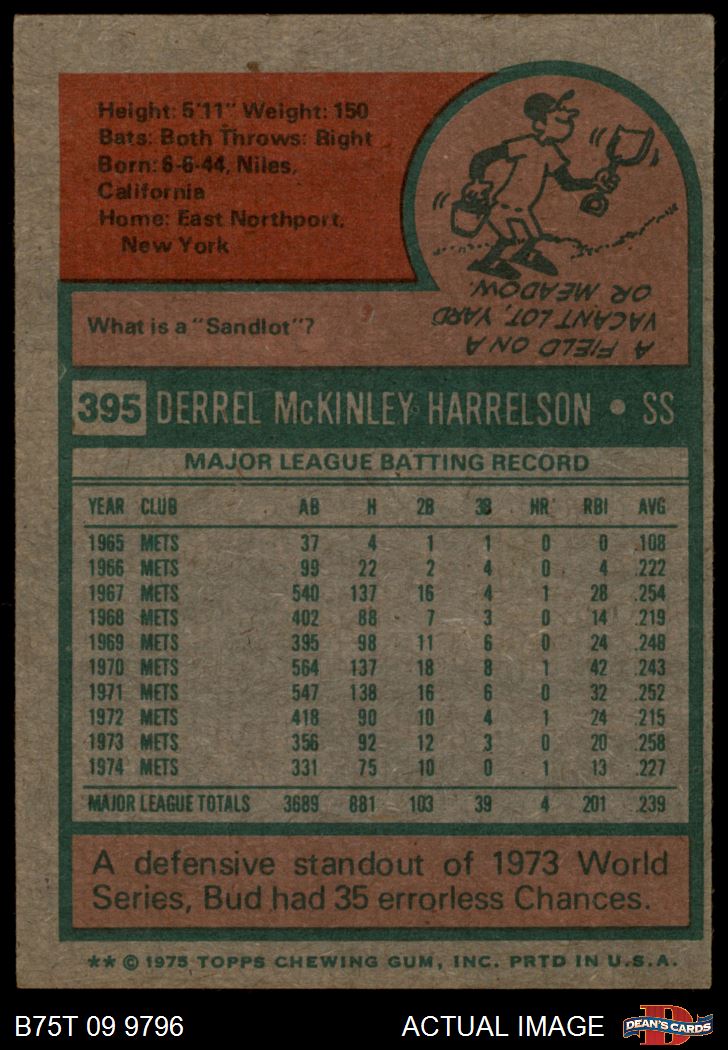 Height: 5'11" Weight: 150
Bats: Both Throws: Right
Born: 6-6-44, Niles,
California
Home: East Northport,
New York
What is a "Sandlot"?
A FIELD ON A
VACANT LOT, YARD
OR MEADOW.
395 DERREL McKINLEY HARRELSON • SS
MAJOR LEAGUE BATTING RECORD
YEAR CLUB AB H 2B 3B HR RBI AVG
1965 METS 37 4 1 1 0 0 .108
1966 METS 99 22 2 4 0 4 .222
1967 METS 540 137 16 4 1 28 .254
1968 METS 402 88 7 3 0 14 .219
1969 METS 395 98 11 6 0 24 .248
1970 METS 564 137 18 8 1 42 .243
1971 METS 547 138 16 6 0 32 .252
1972 METS 418 90 10 4 1 24 .215
1973 METS 356 92 12 3 0 20 .258
1974 METS 331 75 10 0 1 13 .227
MAJOR LEAGUE TOTALS 3689 881 103 39 4 201 .239
A defensive standout of 1973 World
Series, Bud had 35 errorless Chances.
** © 1975 TOPPS CHEWING GUM, INC. PRTD IN U.S.A.
B75T 09 9796 ACTUAL IMAGE
D
DEAN'S CARDS